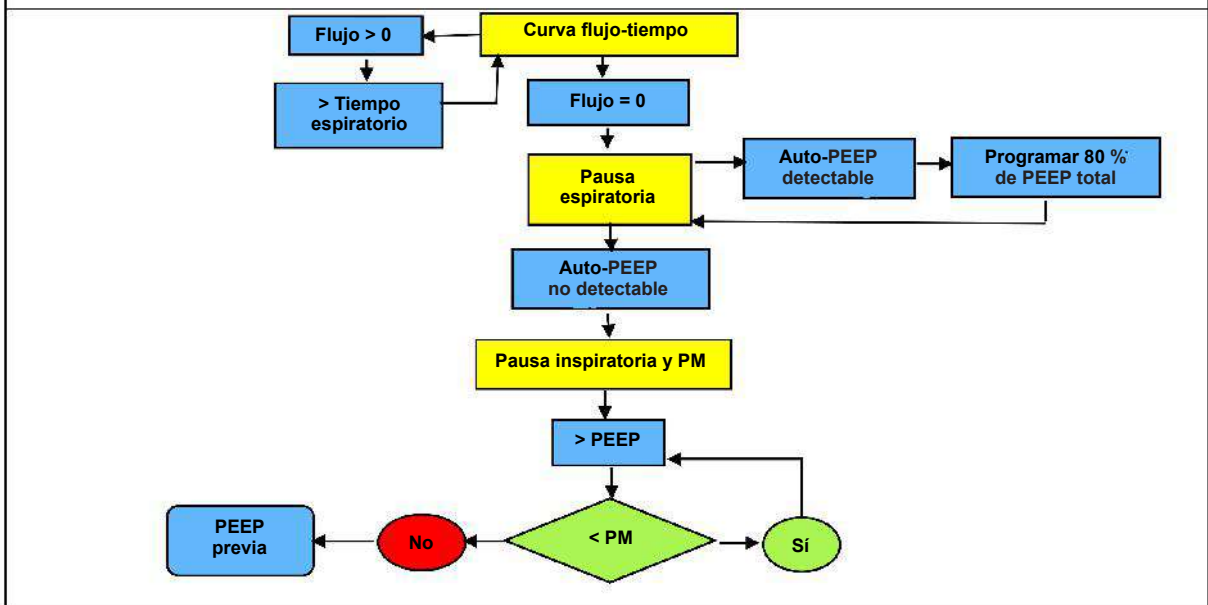 Flujo > 0
Curva flujo-tiempo
> Tiempo
espiratorio
Flujo = 0
Pausa
espiratoria
Auto-PEEP
detectable
Programar 80 %
de PEEP total
Auto-PEEP
no detectable
Pausa inspiratoria y PM
> PEEP
< PM
Sí
No
PEEP
previa